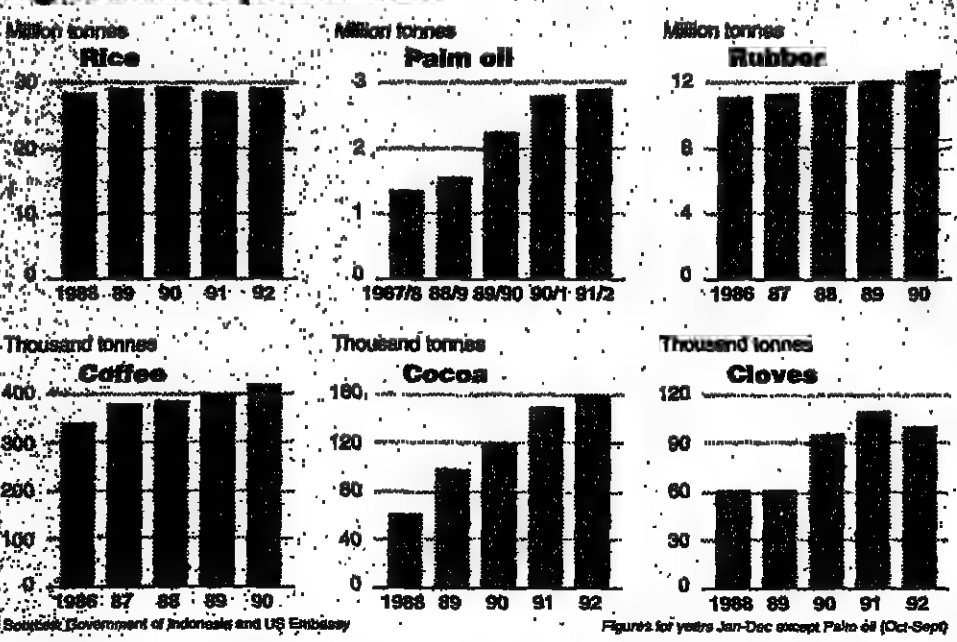 Million tonnes
Rice
30
20
10
0
1988 89 90 91 92
Million tonnes
Palm oil
3
2
1
0
1987/8 88/9 89/90 90/1 91/2
Million tonnes
Rubber
12
8
4
0
1986 87 88 89 90
Thousand tonnes
Coffee
400
300
200
100
0
1986 87 88 89 90
Thousand tonnes
Cocoa
160
120
80
40
0
1988 89 90 91 92
Thousand tonnes
Cloves
120
90
60
30
0
1988 89 90 91 92
Sources: Government of Indonesia and US Embassy
Figures for years Jan-Dec except Palm oil (Oct-Sept)